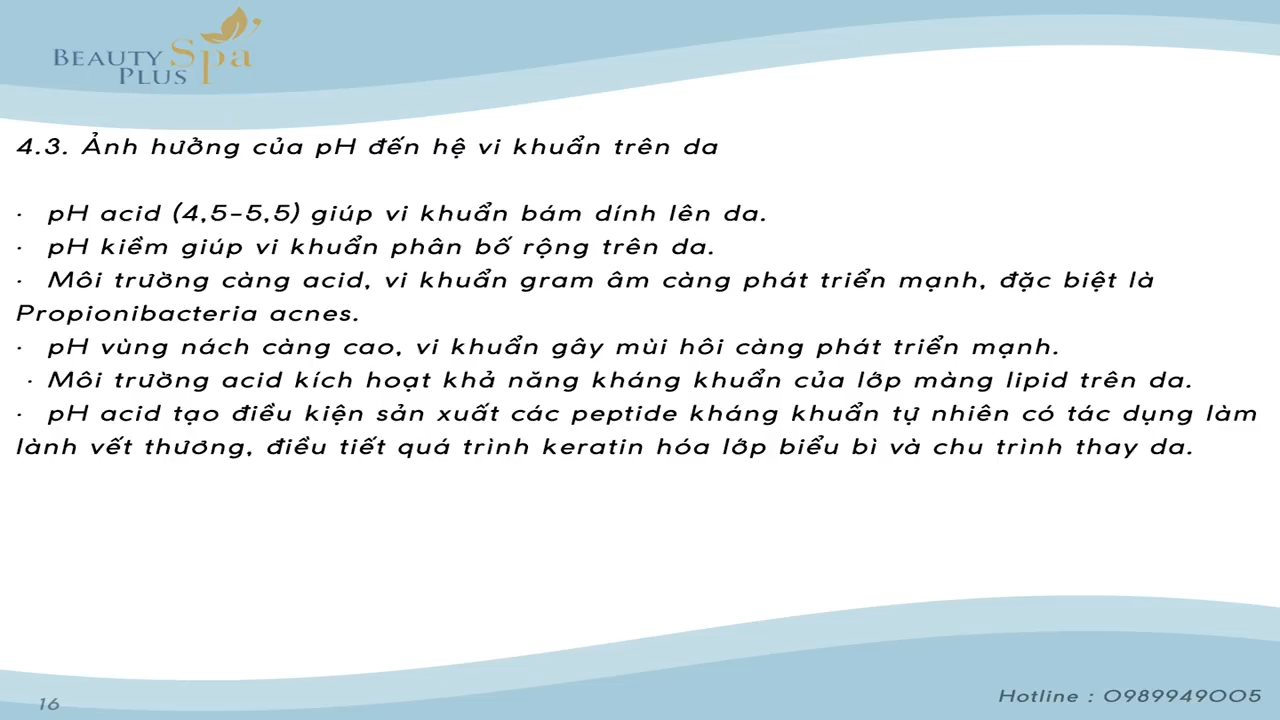 BEAUTY Spa
PLUS
4.3. Ảnh hưởng của pH đến hệ vi khuẩn trên da
· pH acid (4,5-5,5) giúp vi khuẩn bám dính lên da.
· pH kiềm giúp vi khuẩn phân bố rộng trên da.
· Môi trường càng acid, vi khuẩn gram âm càng phát triển mạnh, đặc biệt là
Propionibacteria acnes.
· pH vùng nách càng cao, vi khuẩn gây mùi hôi càng phát triển mạnh.
· Môi trường acid kích hoạt khả năng kháng khuẩn của lớp màng lipid trên da.
· pH acid tạo điều kiện sản xuất các peptide kháng khuẩn tự nhiên có tác dụng làm
lành vết thương, điều tiết quá trình keratin hóa lớp biểu bì và chu trình thay da.
16
Hotline : 0989949005